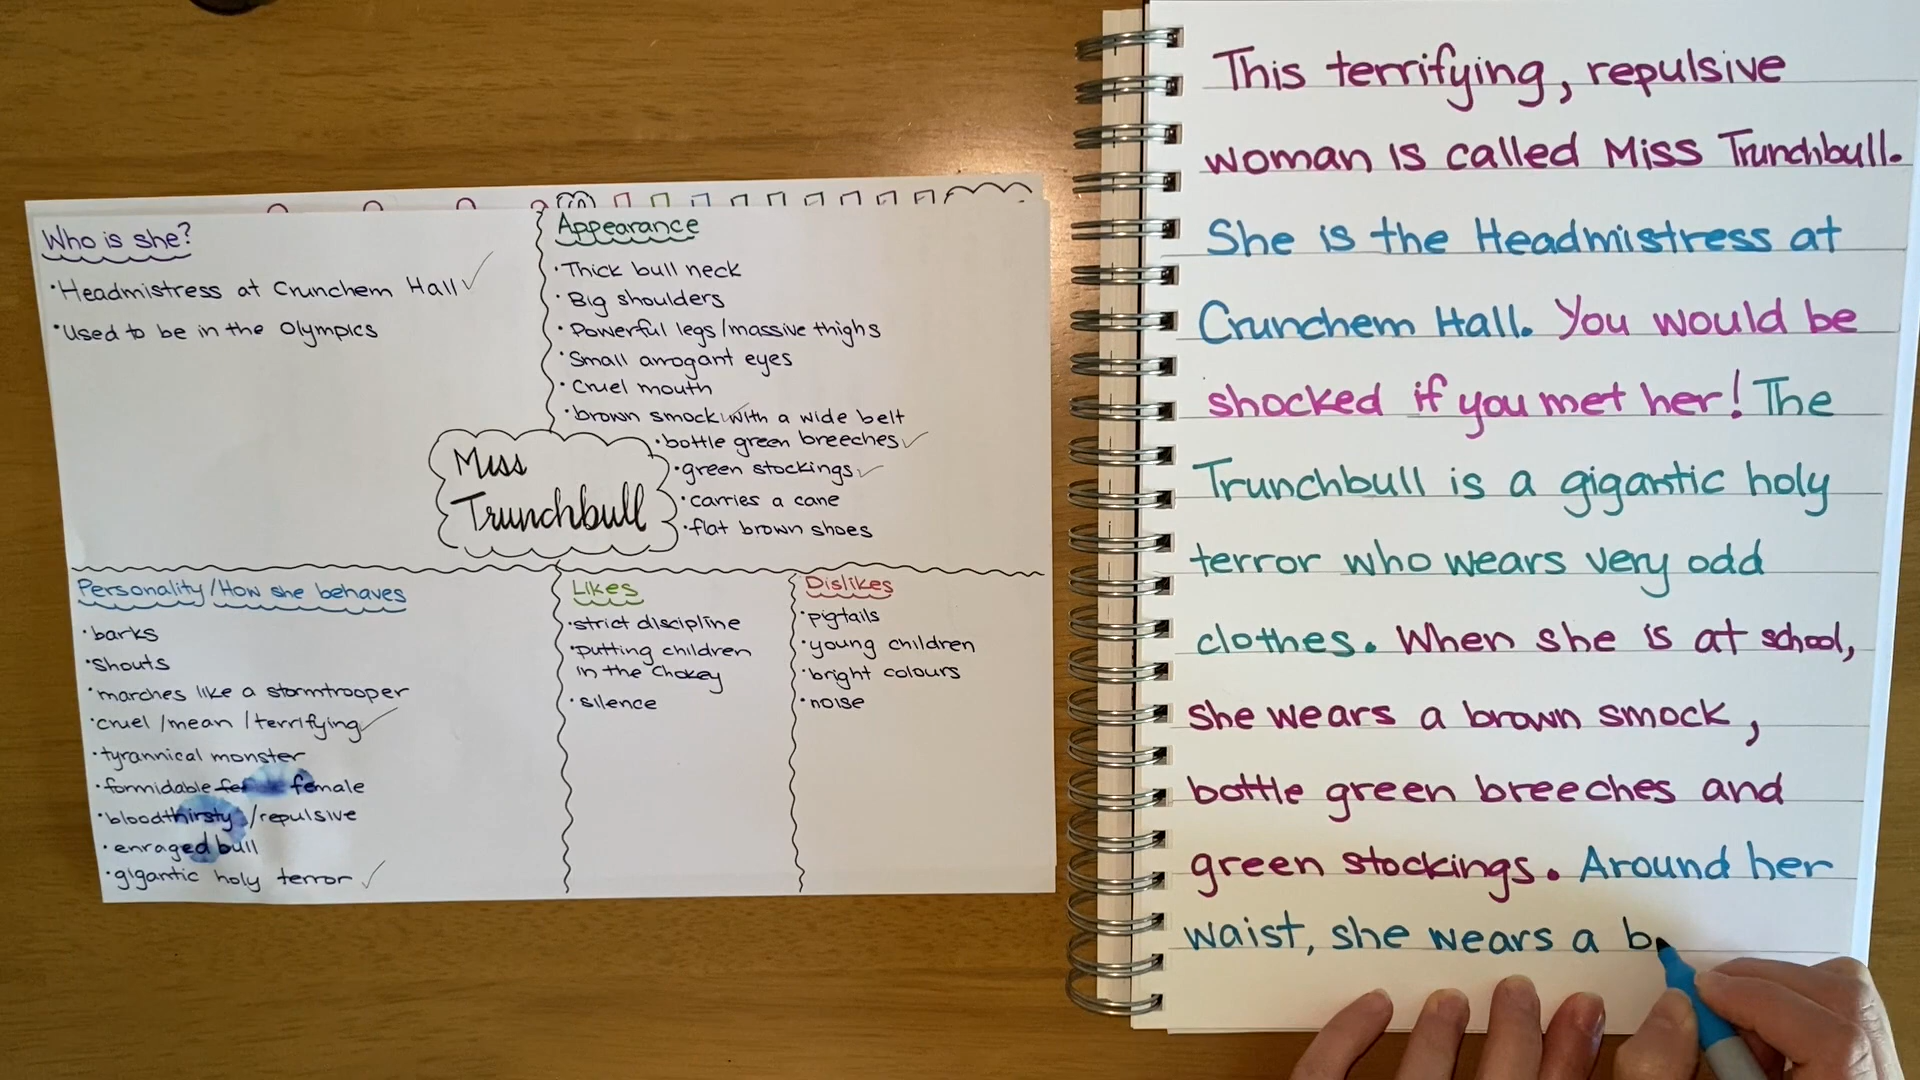 Who is she?
·Headmistress at Crunchem Hall ✓
·Used to be in the Olympics
Appearance
·Thick bull neck
·Big shoulders
·Powerful legs/massive thighs
·Small arrogant eyes
·Cruel mouth
·brown smock with a wide belt
·bottle green breeches ✓
·green stockings ✓
·carries a cane
·flat brown shoes
Miss
Trunchbull
Personality/How she behaves
·barks
·Shouts
·marches like a stormtrooper
·cruel/mean/terrifying ✓
·tyrannical monster
·formidable female
·bloodthirsty/repulsive
·enraged bull
·gigantic holy terror ✓
Likes
·strict discipline
·putting children
in the Chokey
·silence
Dislikes
·pigtails
·young children
·bright colours
·noise
This terrifying, repulsive
woman is called Miss Trunchbull.
She is the Headmistress at
Crunchem Hall. You would be
shocked if you met her! The
Trunchbull is a gigantic holy
terror who wears very odd
clothes. When she is at school,
she wears a brown smock,
bottle green breeches and
green stockings. Around her
waist, she wears a b